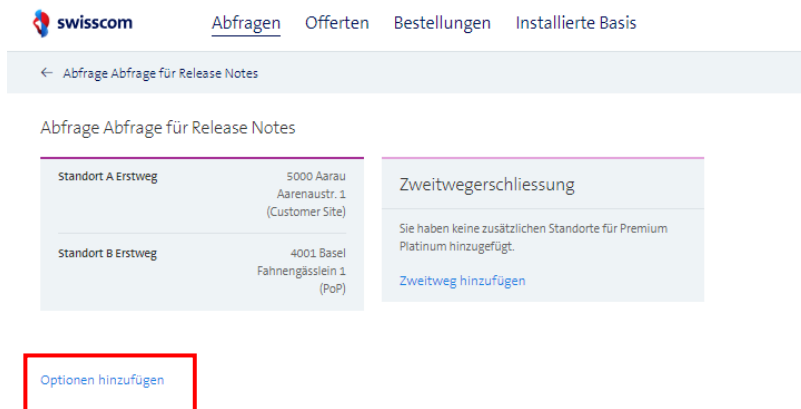 swisscom Abfragen Offerten Bestellungen Installierte Basis
← Abfrage Abfrage für Release Notes
Abfrage Abfrage für Release Notes
Standort A Erstweg
5000 Aarau
Aarenaustr. 1
(Customer Site)
Standort B Erstweg
4001 Basel
Fahnengässlein 1
(PoP)
Zweitwegerschliessung
Sie haben keine zusätzlichen Standorte für Premium
Platinum hinzugefügt.
Zweitweg hinzufügen
Optionen hinzufügen